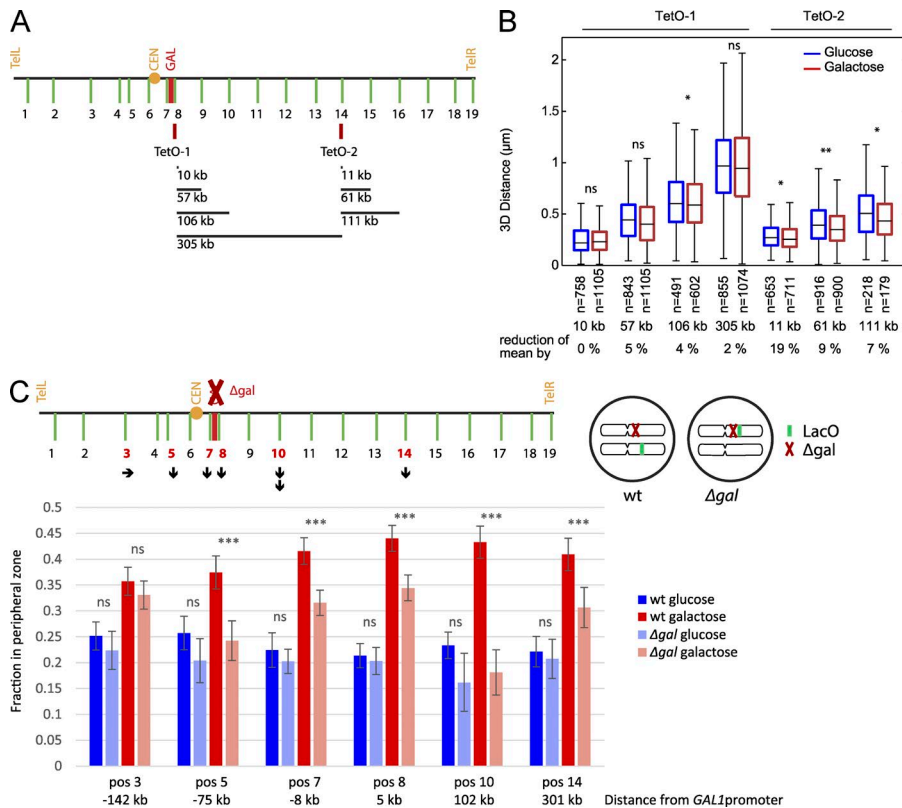 A
TelL
CEN
GAL
TelR
1 2 3 4 5 6 7 8 9 10 11 12 13 14 15 16 17 18 19
TetO-1 TetO-2
10 kb 11 kb
57 kb 61 kb
106 kb 111 kb
305 kb
B
TetO-1 TetO-2
Glucose
Galactose
3D Distance (μm)
2
1
0.5
0
ns ns * ns * ** *
n=758 n=1105 n=843 n=1105 n=491 n=602 n=855 n=1074 n=653 n=711 n=916 n=900 n=218 n=179
10 kb 57 kb 106 kb 305 kb 11 kb 61 kb 111 kb
reduction of
mean by
0 % 5 % 4 % 2 % 19 % 9 % 7 %
C
TelL
CEN
Δgal
TelR
1 2 3 4 5 6 7 8 9 10 11 12 13 14 15 16 17 18 19
LacO
Δgal
wt Δgal
Fraction in peripheral zone
0.5
0.45
0.4
0.35
0.3
0.25
0.2
0.15
0.1
0.05
0
ns ns ns *** ns *** ns *** ns *** ns ***
wt glucose
wt galactose
Δgal glucose
Δgal galactose
pos 3 pos 5 pos 7 pos 8 pos 10 pos 14
-142 kb -75 kb -8 kb 5 kb 102 kb 301 kb Distance from GAL1promoter